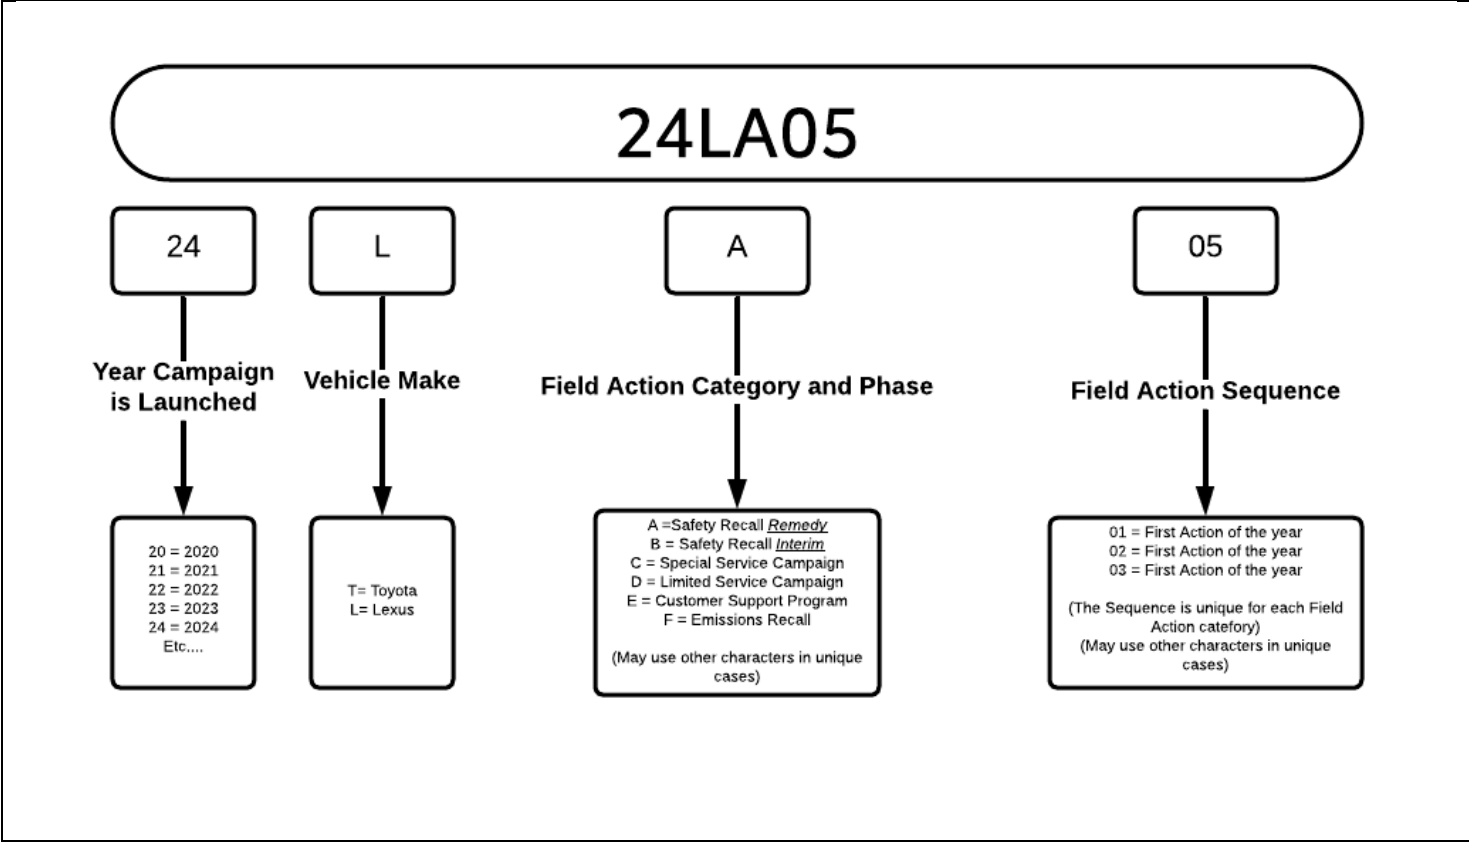 24LA05
24
L
A
05
Year Campaign
is Launched
Vehicle Make
Field Action Category and Phase
Field Action Sequence
20 = 2020
21 = 2021
22 = 2022
23 = 2023
24 = 2024
Etc....
T= Toyota
L= Lexus
A =Safety Recall Remedy
B = Safety Recall Interim
C = Special Service Campaign
D = Limited Service Campaign
E = Customer Support Program
F = Emissions Recall
(May use other characters in unique
cases)
01 = First Action of the year
02 = First Action of the year
03 = First Action of the year
(The Sequence is unique for each Field
Action catefory)
(May use other characters in unique
cases)